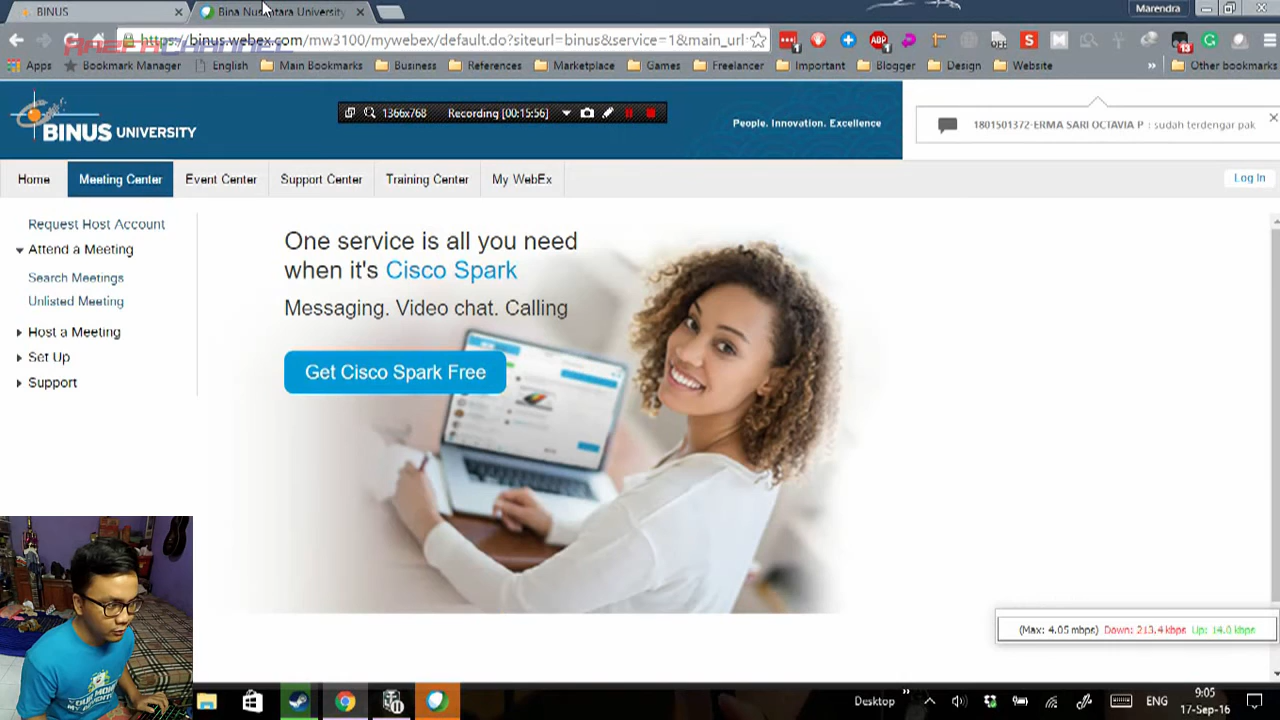 BINUS
Bina Nusantara University
Marendra
https://binus.webex.com/mw3100/mywebex/default.do?siteurl=binus&service=1&main_url
Apps Bookmark Manager English Main Bookmarks Business References Marketplace Games Freelancer Important Blogger Design Website » Other bookmarks
BINUS UNIVERSITY
1366x768 Recording [00:15:56]
People. Innovation. Excellence
1801501372-ERMA SARI OCTAVIA P : sudah terdengar pak
Home Meeting Center Event Center Support Center Training Center My WebEx Log In
Request Host Account
Attend a Meeting
Search Meetings
Unlisted Meeting
Host a Meeting
Set Up
Support
One service is all you need
when it's Cisco Spark
Messaging. Video chat. Calling
Get Cisco Spark Free
(Max: 4.05 mbps) Down: 213.4 kbps Up: 14.0 kbps
Desktop » ENG
9:05
17-Sep-16